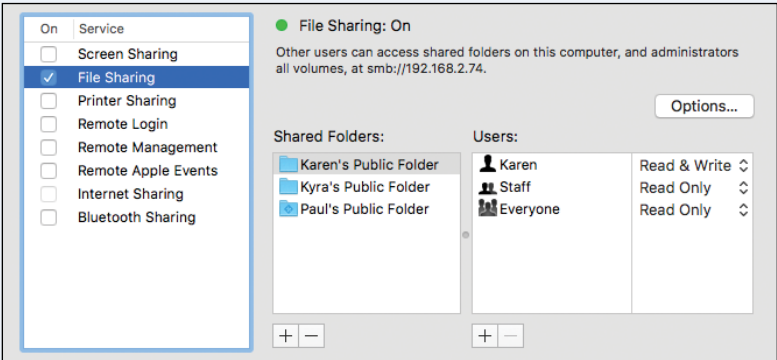 On Service
Screen Sharing
File Sharing
Printer Sharing
Remote Login
Remote Management
Remote Apple Events
Internet Sharing
Bluetooth Sharing
File Sharing: On
Other users can access shared folders on this computer, and administrators
all volumes, at smb://192.168.2.74.
Options...
Shared Folders:
Karen's Public Folder
Kyra's Public Folder
Paul's Public Folder
Users:
Karen Read & Write
Staff Read Only
Everyone Read Only